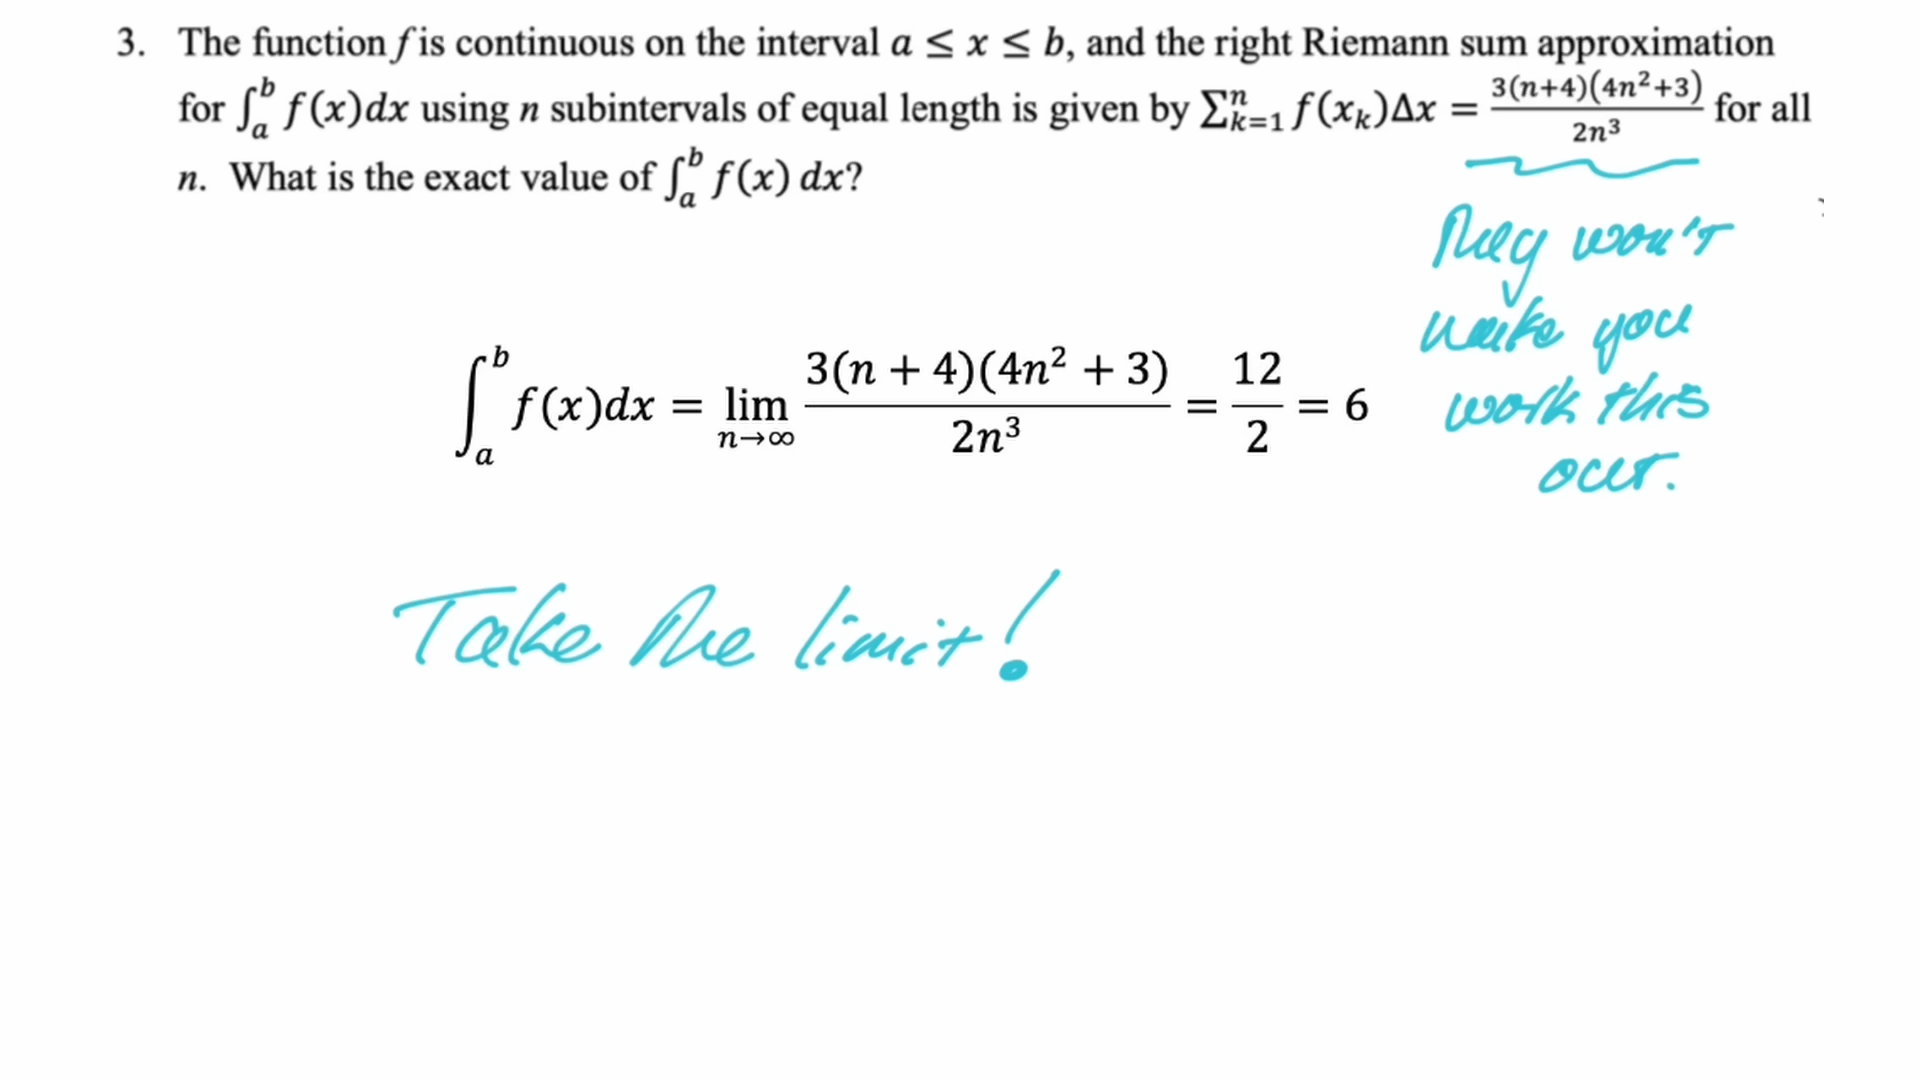 3. The function f is continuous on the interval a ≤ x ≤ b, and the right Riemann sum approximation
for ∫_a^b f(x)dx using n subintervals of equal length is given by ∑_{k=1}^n f(x_k)Δx = 3(n+4)(4n²+3)/2n³ for all
n. What is the exact value of ∫_a^b f(x) dx?
They won't
make you
work this
out.
∫_a^b f(x)dx = lim_{n→∞} 3(n + 4)(4n² + 3)/2n³ = 12/2 = 6
Take the limit!